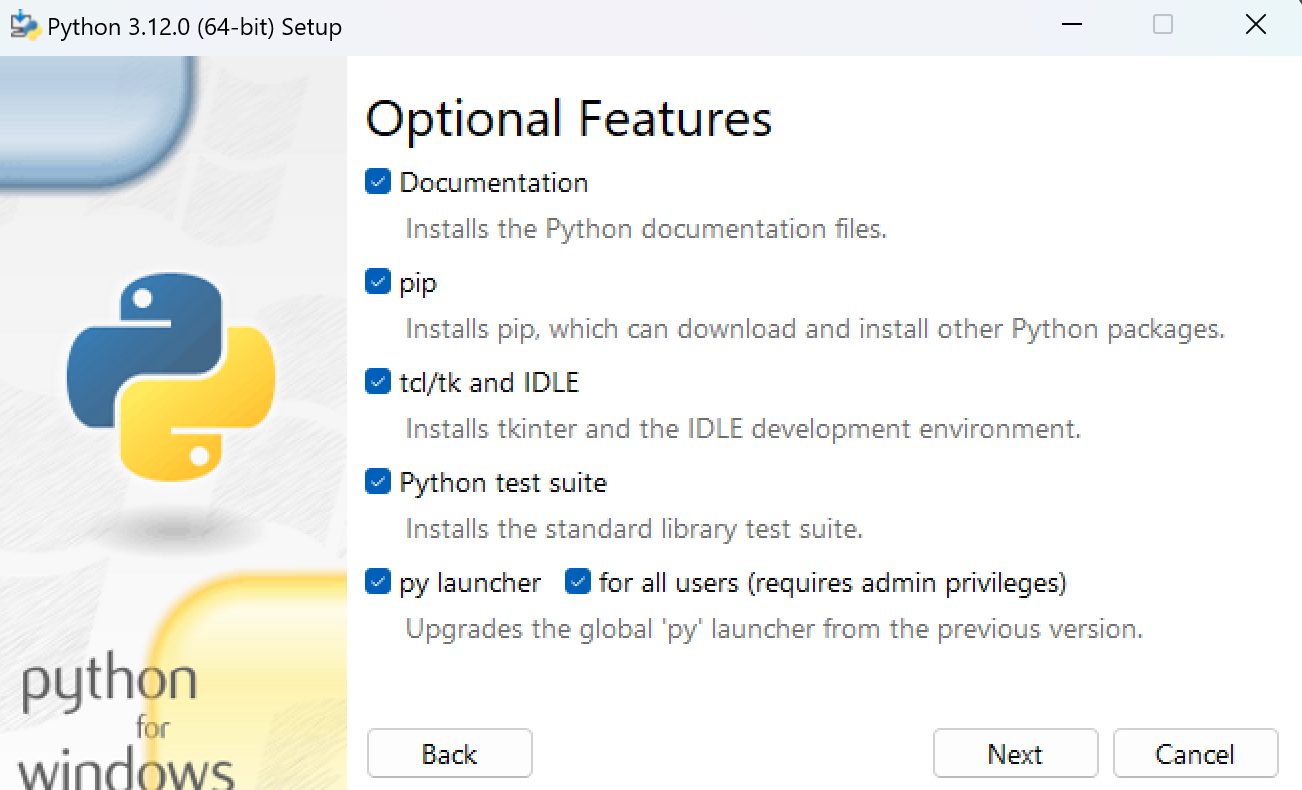 Python 3.12.0 (64-bit) Setup
Optional Features
Documentation
Installs the Python documentation files.
pip
Installs pip, which can download and install other Python packages.
tcl/tk and IDLE
Installs tkinter and the IDLE development environment.
Python test suite
Installs the standard library test suite.
py launcher for all users (requires admin privileges)
Upgrades the global 'py' launcher from the previous version.
python
for
windows
Back Next Cancel